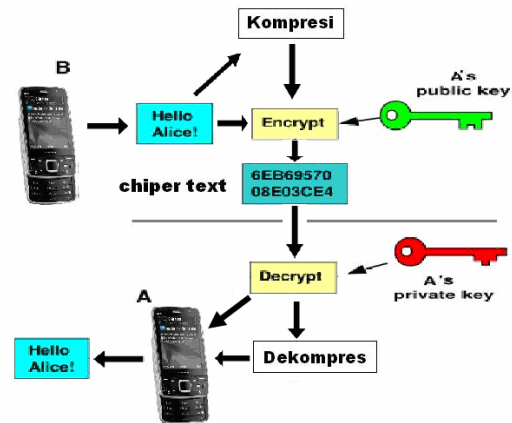 Kompresi
B
A's
public key
Hello
Alice!
Encrypt
chiper text
6EB69570
08E03CE4
Decrypt
A's
private key
A
Hello
Alice!
Dekompres